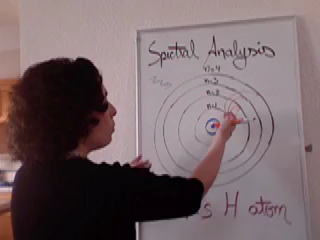 Spectral Analysis
n=4
n=3
n=2
n=1
s H atom